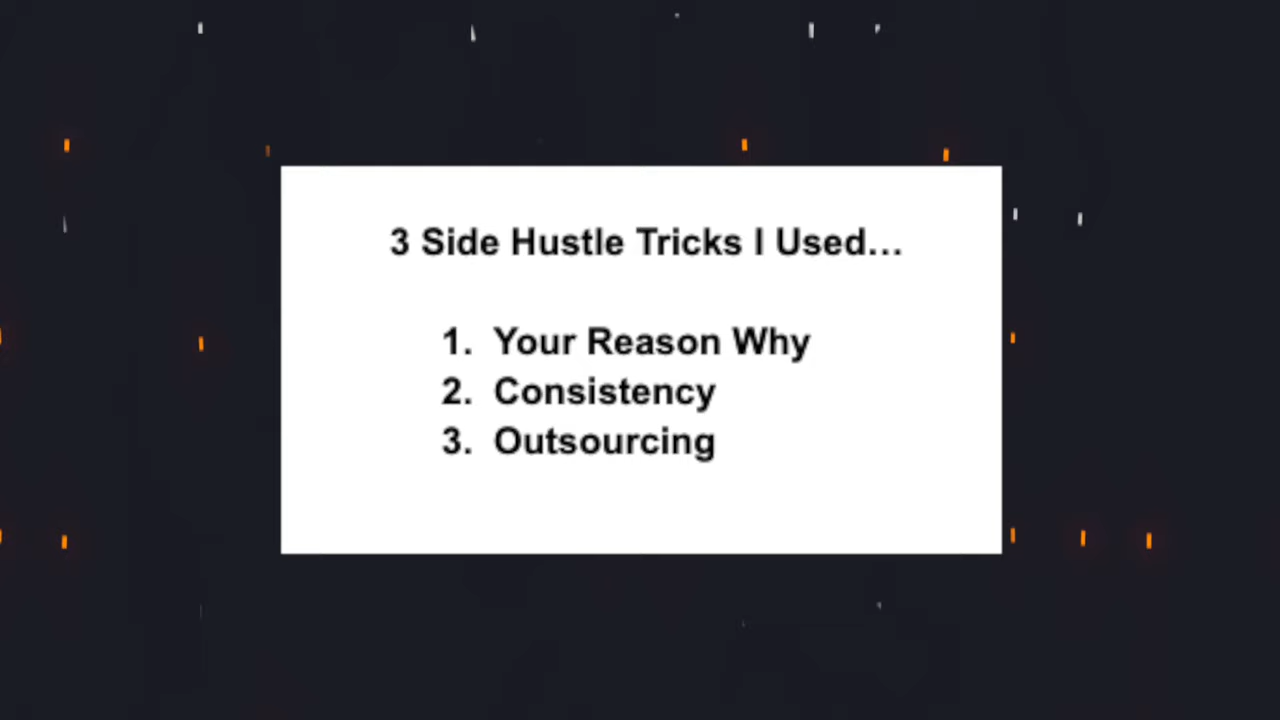 3 Side Hustle Tricks I Used...
1. Your Reason Why
2. Consistency
3. Outsourcing